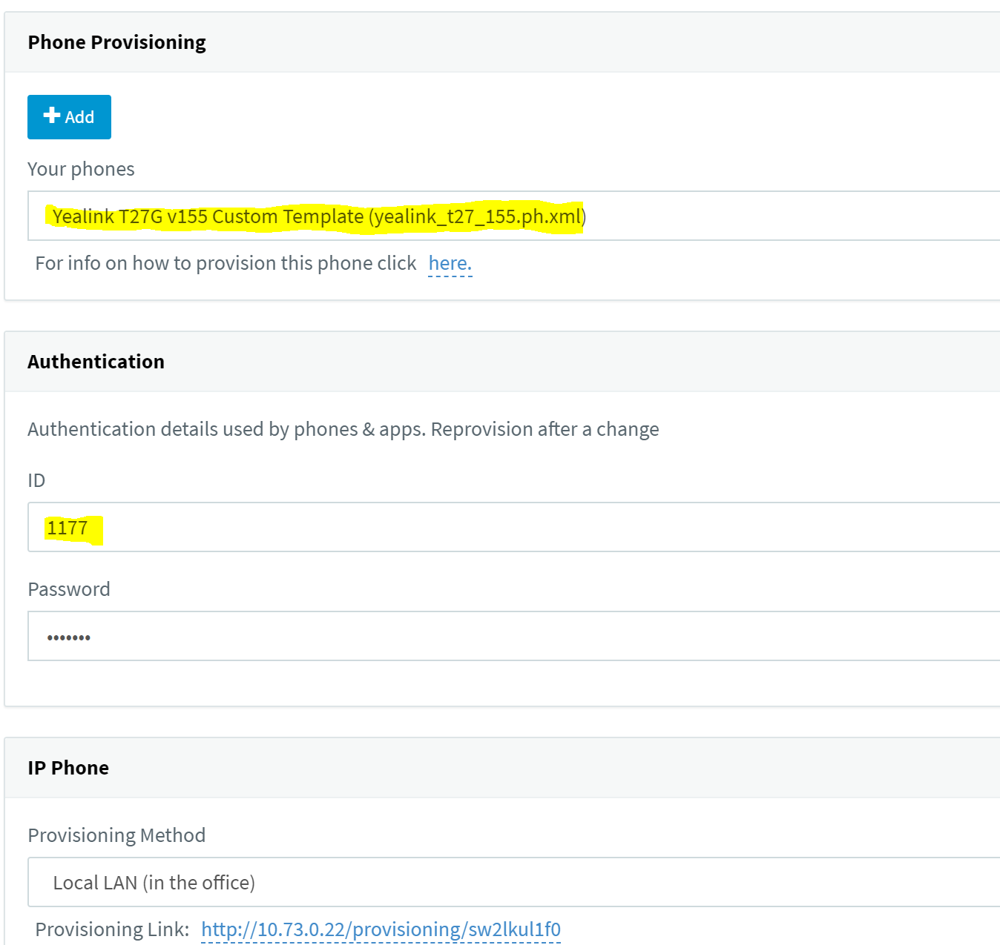 Phone Provisioning
Add
Your phones
Yealink T27G v155 Custom Template (yealink_t27_155.ph.xml)
For info on how to provision this phone click here.
Authentication
Authentication details used by phones & apps. Reprovision after a change
ID
1177
Password
•••••••
IP Phone
Provisioning Method
Local LAN (in the office)
Provisioning Link: http://10.73.0.22/provisioning/sw2lkul1f0